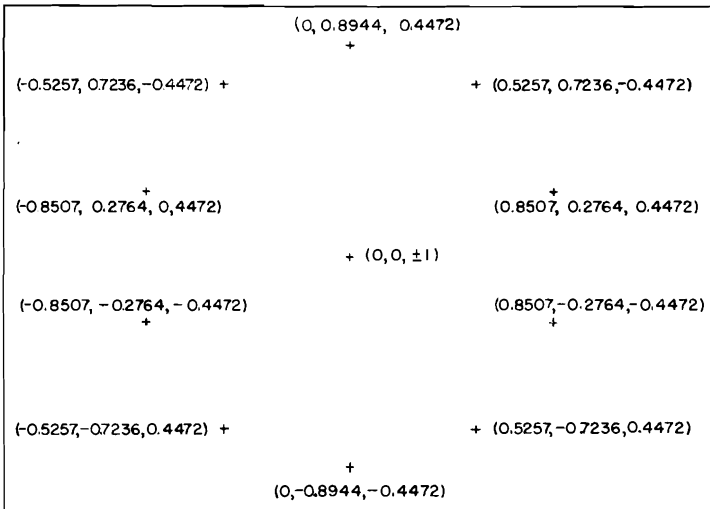 (0, 0.8944, 0.4472)
(-0.5257, 0.7236,-0.4472)
(0.5257, 0.7236,-0.4472)
(-0.8507, 0.2764, 0,4472)
(0.8507, 0.2764, 0.4472)
(0,0, ±1)
(-0.8507, -0.2764, -0.4472)
(0.8507,-0.2764,-0.4472)
(-0.5257,-0.7236,0.4472)
(0.5257,-0.7236,0.4472)
(0,-0.8944,-0.4472)